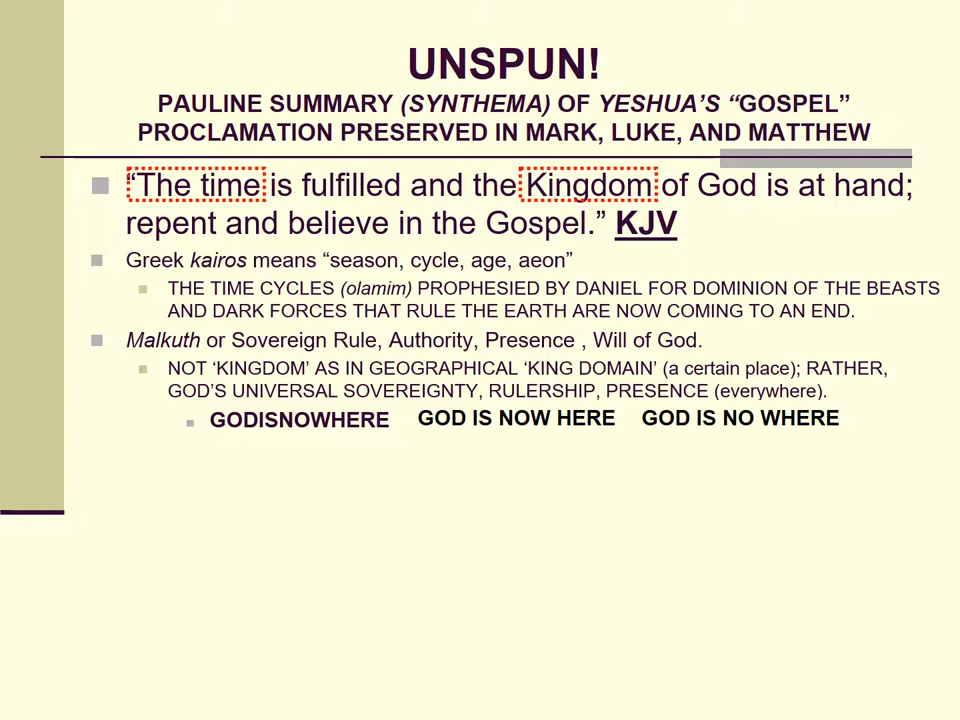 UNSPUN!
PAULINE SUMMARY (SYNTHEMA) OF YESHUA’S “GOSPEL”
PROCLAMATION PRESERVED IN MARK, LUKE, AND MATTHEW
“The time is fulfilled and the Kingdom of God is at hand;
repent and believe in the Gospel.” KJV
Greek kairos means “season, cycle, age, aeon”
THE TIME CYCLES (olamim) PROPHESIED BY DANIEL FOR DOMINION OF THE BEASTS
AND DARK FORCES THAT RULE THE EARTH ARE NOW COMING TO AN END.
Malkuth or Sovereign Rule, Authority, Presence , Will of God.
NOT ‘KINGDOM’ AS IN GEOGRAPHICAL ‘KING DOMAIN’ (a certain place); RATHER,
GOD’S UNIVERSAL SOVEREIGNTY, RULERSHIP, PRESENCE (everywhere).
GODISNOWHERE GOD IS NOW HERE GOD IS NO WHERE